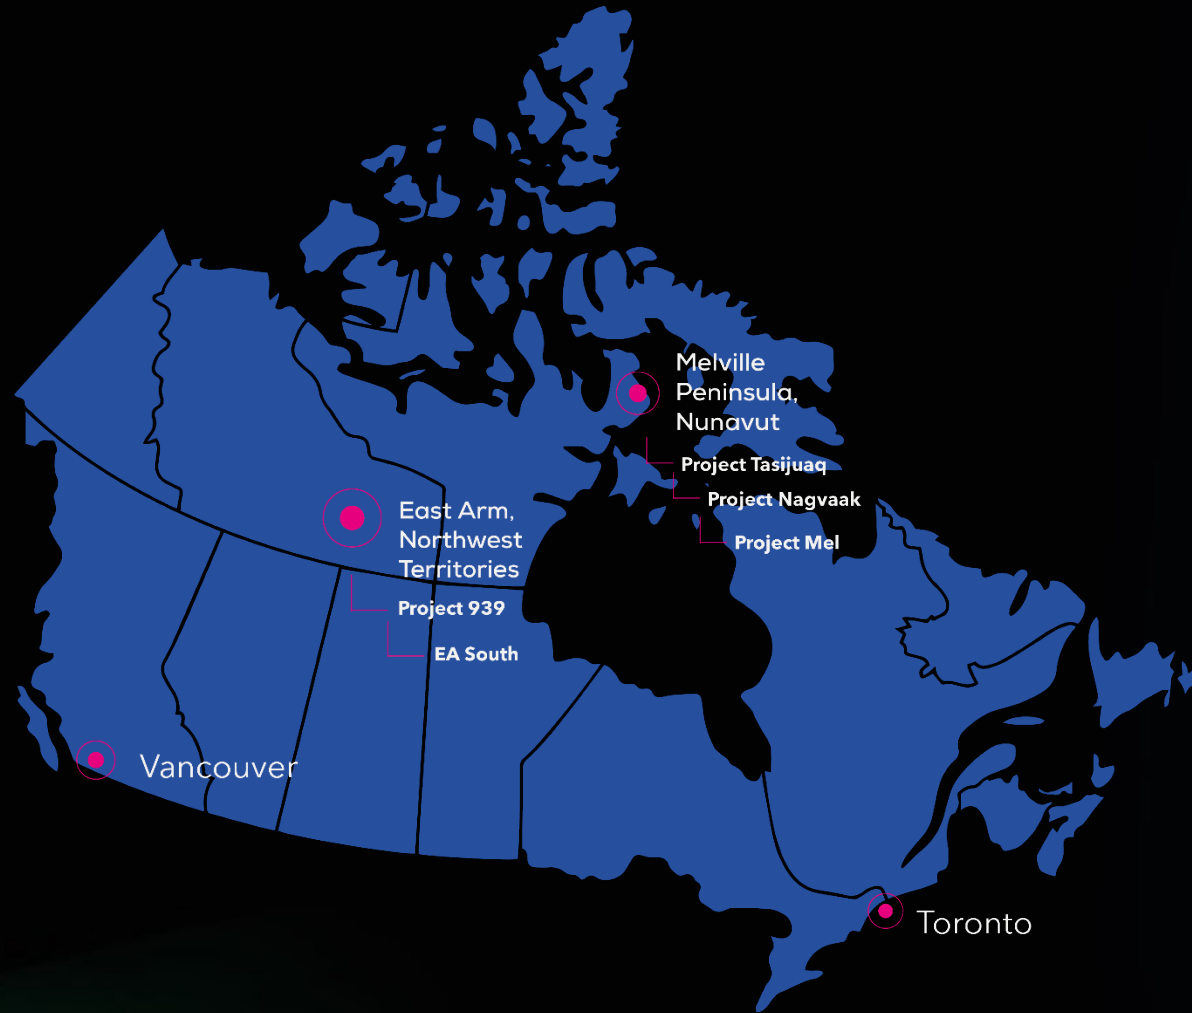 Melville
Peninsula,
Nunavut
Project Tasijuaq
Project Nagvaak
Project Mel
East Arm,
Northwest
Territories
Project 939
EA South
Vancouver
Toronto